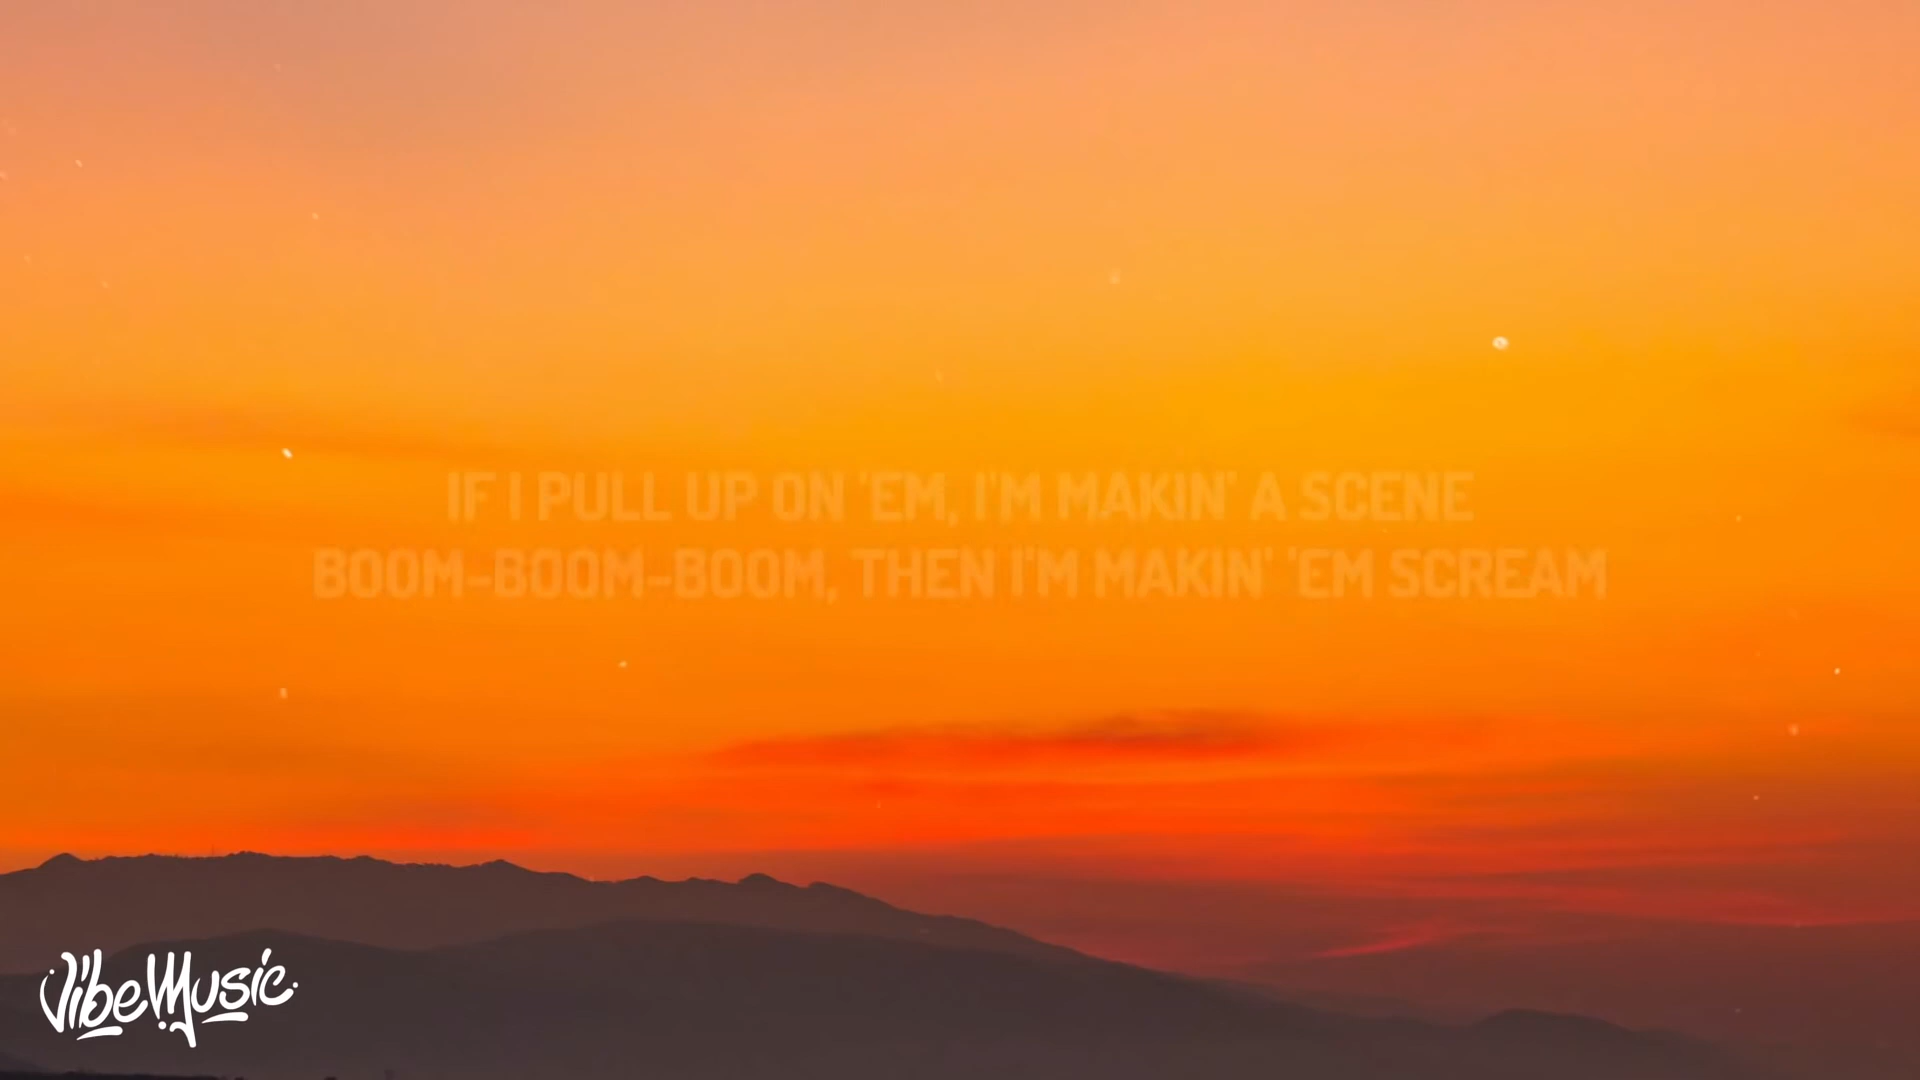 IF I PULL UP ON 'EM, I'M MAKIN' A SCENE
BOOM-BOOM-BOOM, THEN I'M MAKIN' 'EM SCREAM
VibeMusic